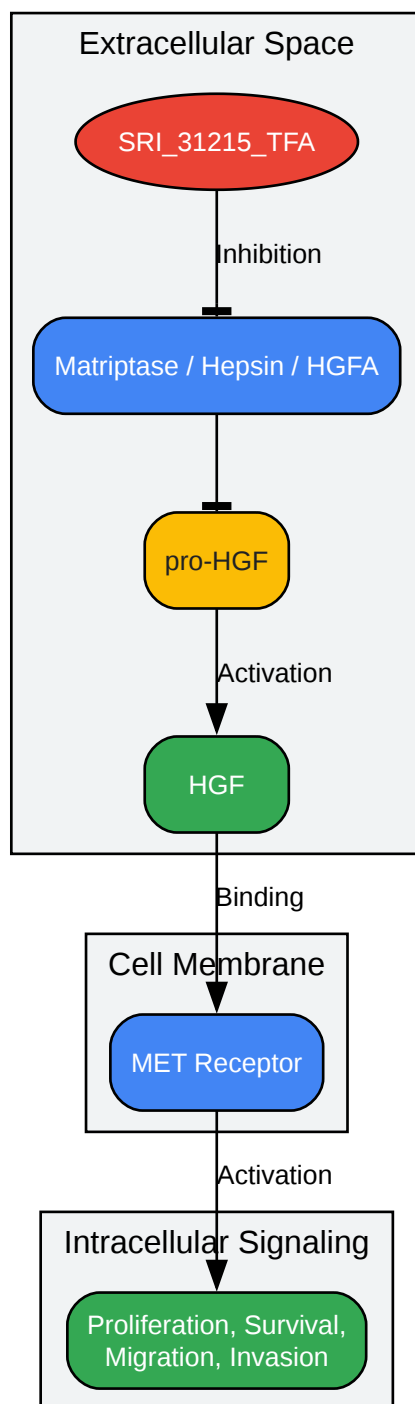 Extracellular Space
SRI_31215_TFA
Inhibition
Matriptase / Hepsin / HGFA
pro-HGF
Activation
HGF
Binding
Cell Membrane
MET Receptor
Activation
Intracellular Signaling
Proliferation, Survival,
Migration, Invasion